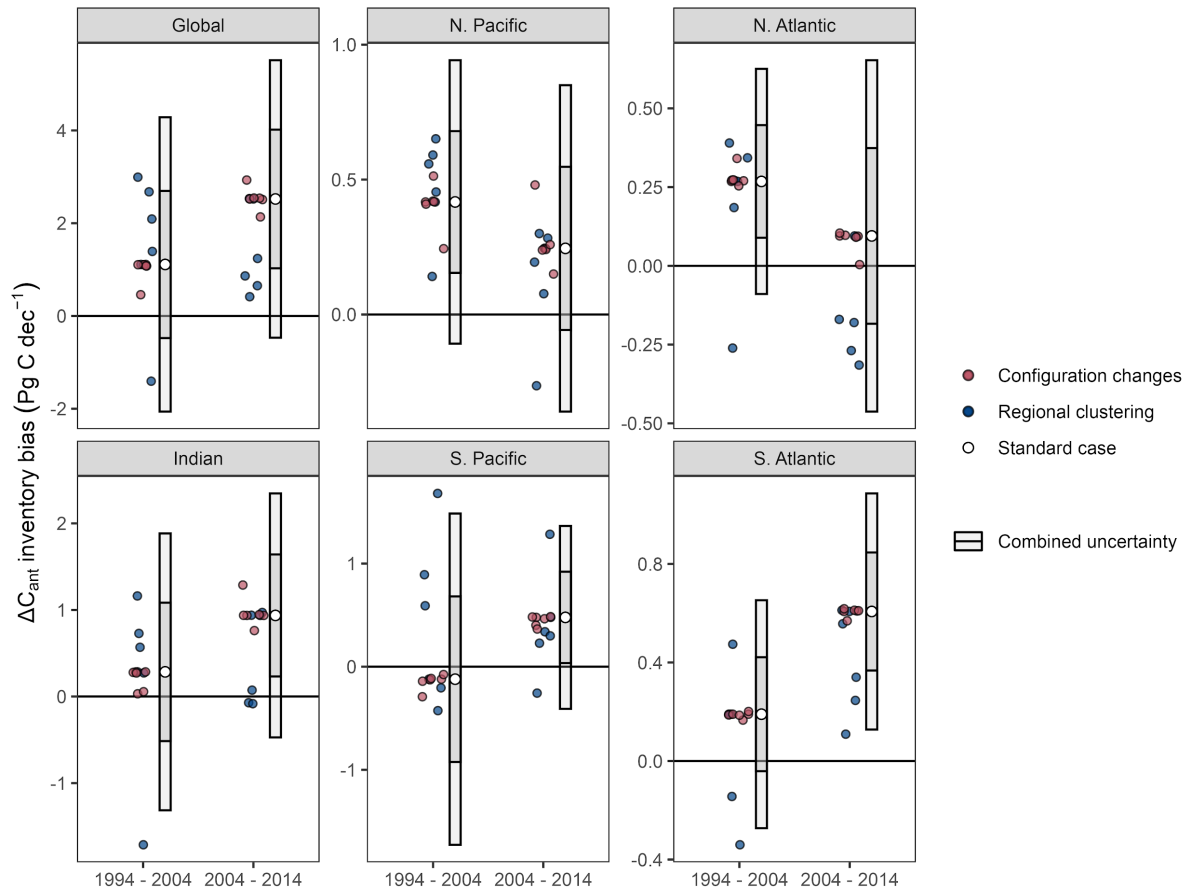 Global
N. Pacific
N. Atlantic
ΔCant inventory bias (Pg C dec−1)
4
2
0
-2
1.0
0.5
0.0
0.50
0.25
0.00
-0.25
-0.50
Indian
S. Pacific
S. Atlantic
2
1
0
-1
1
0
-1
0.8
0.4
0.0
-0.4
1994 - 2004 2004 - 2014
1994 - 2004 2004 - 2014
1994 - 2004 2004 - 2014
Configuration changes
Regional clustering
Standard case
Combined uncertainty